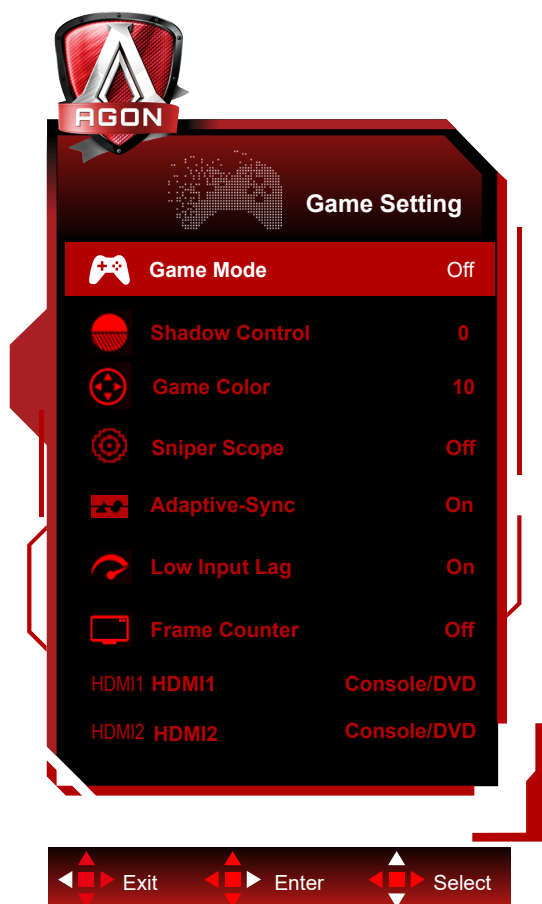 AGON
Game Setting
Game Mode Off
Shadow Control 0
Game Color 10
Sniper Scope Off
Adaptive-Sync On
Low Input Lag On
Frame Counter Off
HDMI1 HDMI1 Console/DVD
HDMI2 HDMI2 Console/DVD
Exit Enter Select